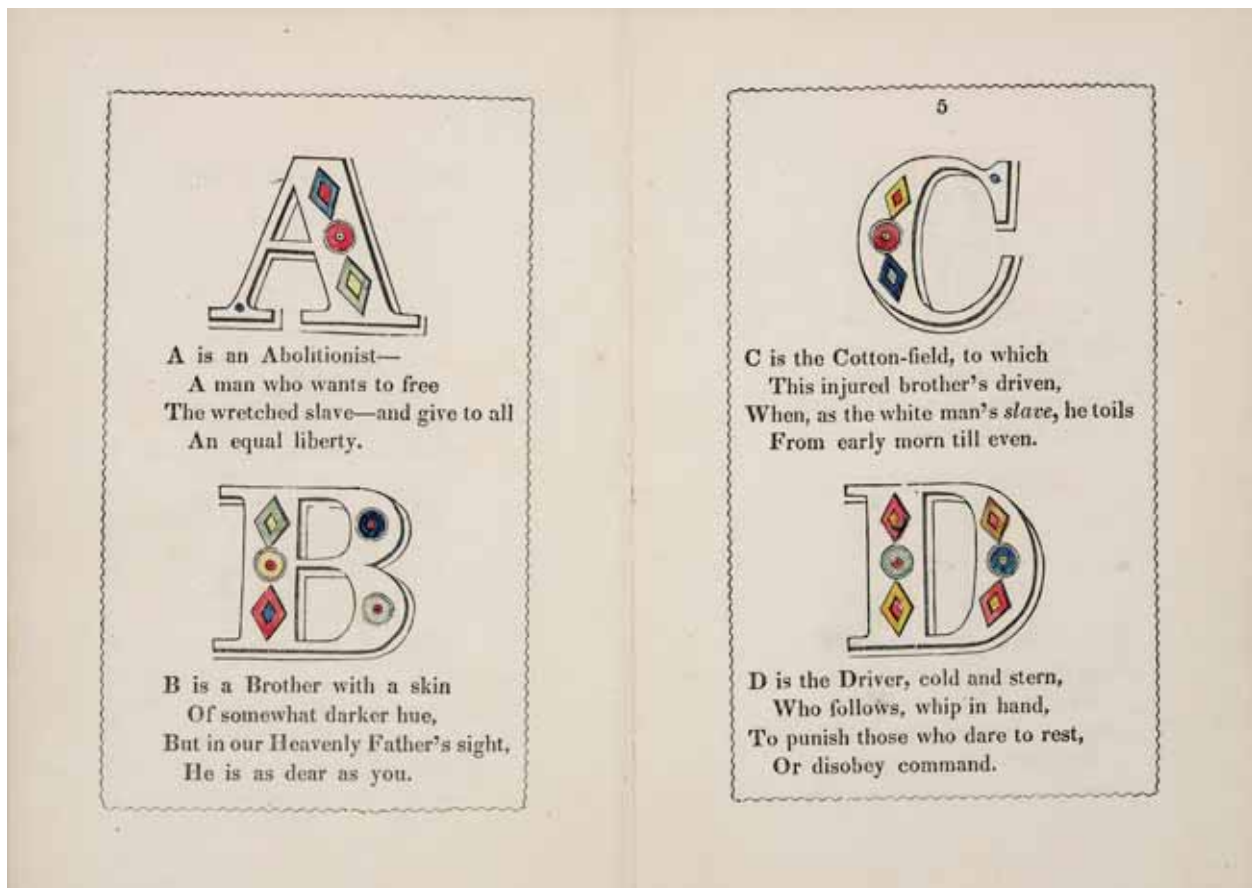 A
A is an Abolitionist—
A man who wants to free
The wretched slave—and give to all
An equal liberty.
B
B is a Brother with a skin
Of somewhat darker hue,
But in our Heavenly Father's sight,
He is as dear as you.
5
C
C is the Cotton-field, to which
This injured brother's driven,
When, as the white man's slave, he toils
From early morn till even.
D
D is the Driver, cold and stern,
Who follows, whip in hand,
To punish those who dare to rest,
Or disobey command.